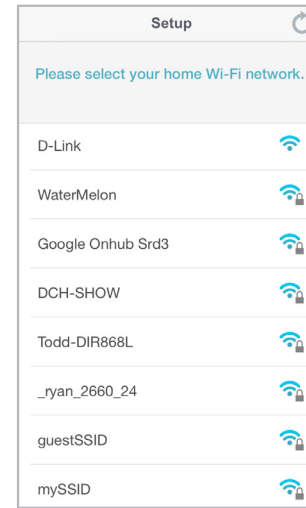 Setup
Please select your home Wi-Fi network.
D-Link
WaterMelon
Google Onhub Srd3
DCH-SHOW
Todd-DIR868L
_ryan_2660_24
guestSSID
mySSID